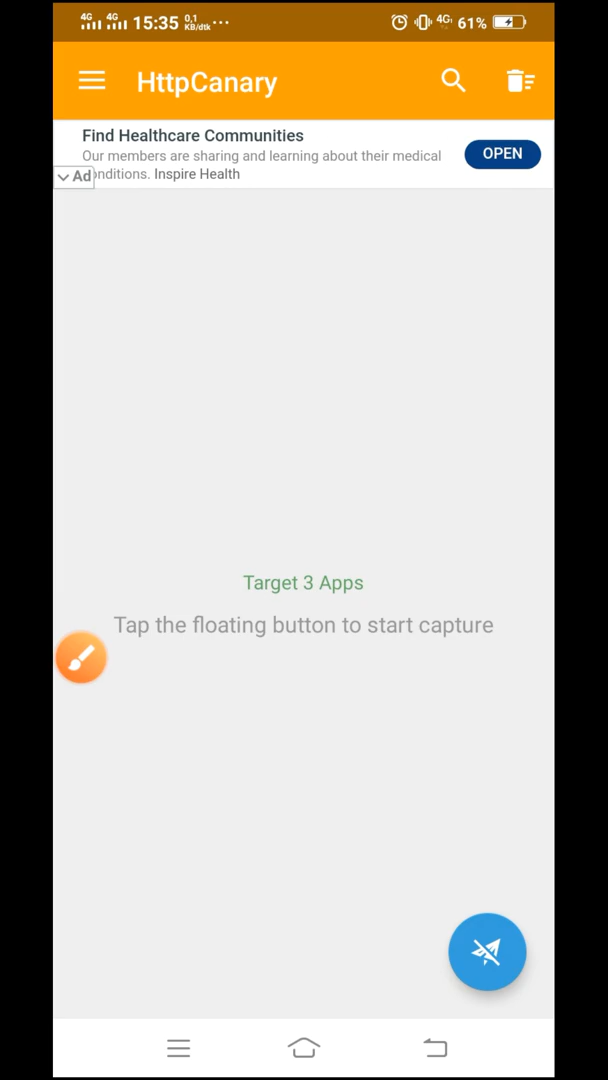 4G 4G 15:35 0,1 KB/dtk ... 4G 61%
HttpCanary
Find Healthcare Communities
Our members are sharing and learning about their medical
onditions. Inspire Health
Ad
OPEN
Target 3 Apps
Tap the floating button to start capture